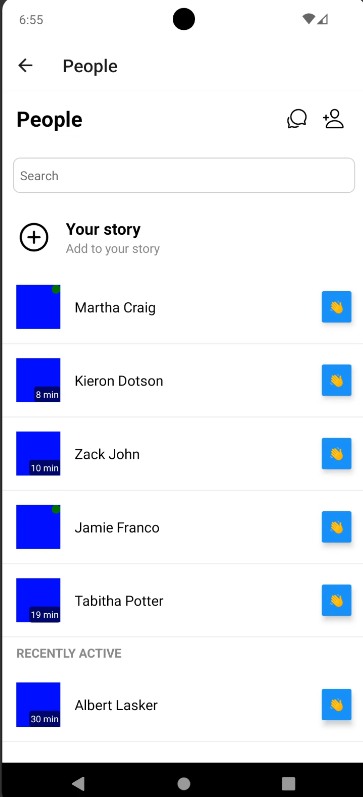 6:55
People
People
Search
Your story
Add to your story
Martha Craig
Kieron Dotson
8 min
Zack John
10 min
Jamie Franco
Tabitha Potter
19 min
RECENTLY ACTIVE
Albert Lasker
30 min